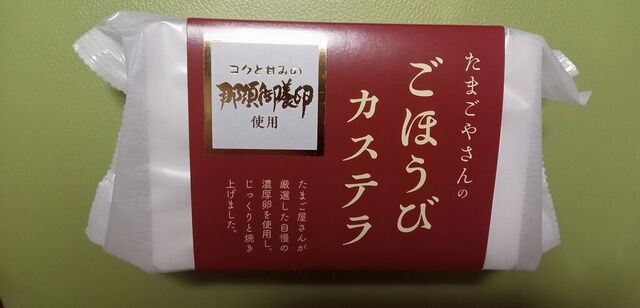 たまごやさんの
ごほうび
カステラ
コクと甘みの
那須御養卵
使用
たまご屋さんが
厳選した自慢の
濃厚卵を使用し、
じっくりと焼き
上げました。